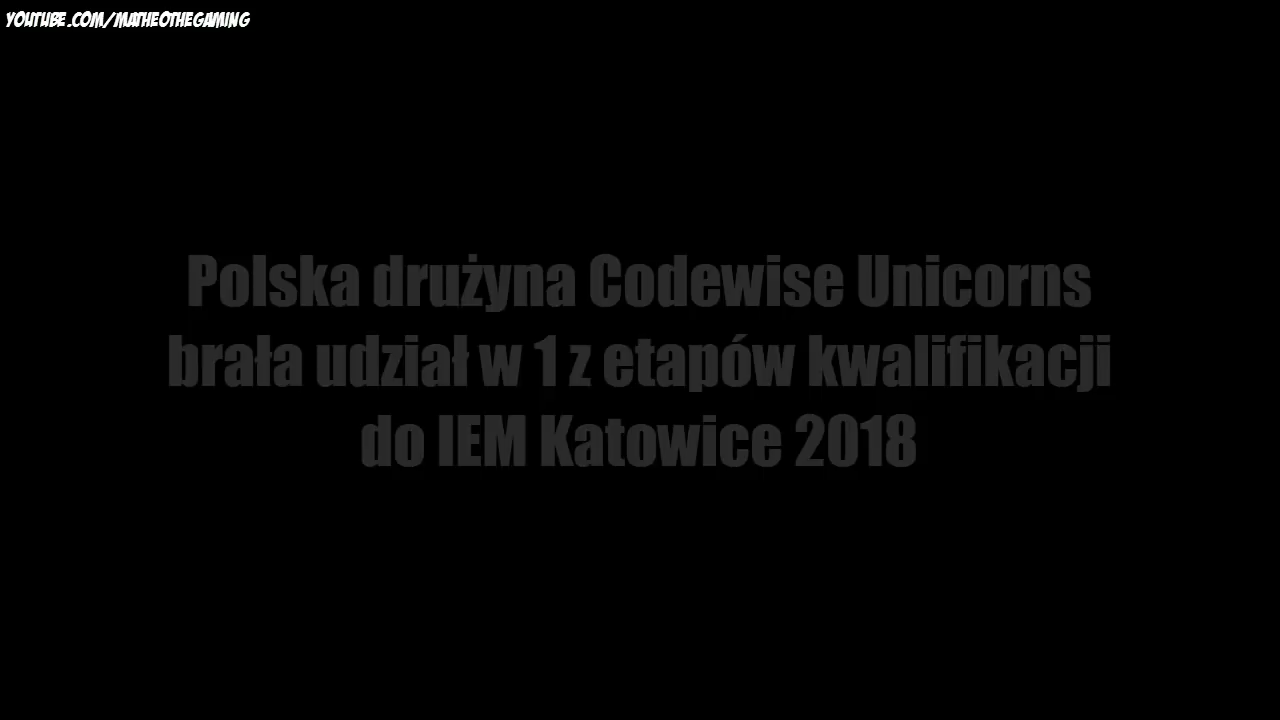 YOUTUBE.COM/MATHEOTHEGAMING
Polska drużyna Codewise Unicorns
brała udział w 1 z etapów kwalifikacji
do IEM Katowice 2018